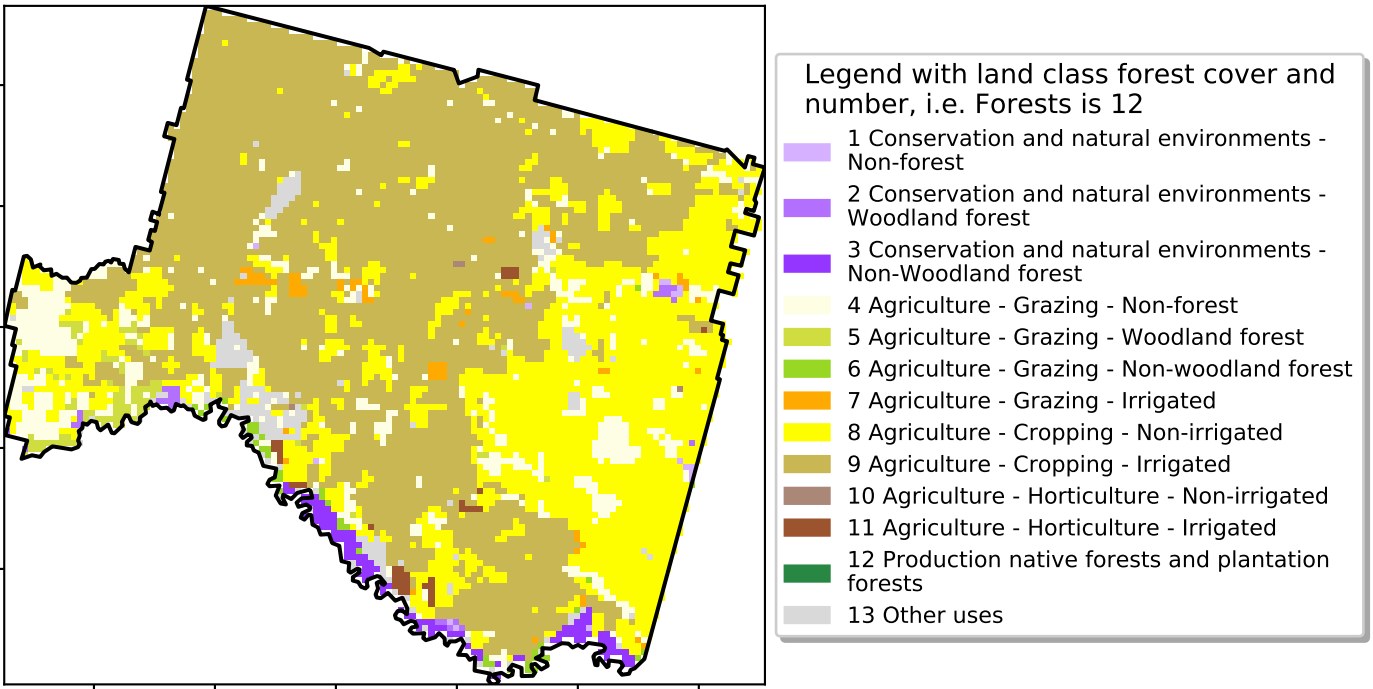 Legend with land class forest cover and
number, i.e. Forests is 12
1 Conservation and natural environments -
Non-forest
2 Conservation and natural environments -
Woodland forest
3 Conservation and natural environments -
Non-Woodland forest
4 Agriculture - Grazing - Non-forest
5 Agriculture - Grazing - Woodland forest
6 Agriculture - Grazing - Non-woodland forest
7 Agriculture - Grazing - Irrigated
8 Agriculture - Cropping - Non-irrigated
9 Agriculture - Cropping - Irrigated
10 Agriculture - Horticulture - Non-irrigated
11 Agriculture - Horticulture - Irrigated
12 Production native forests and plantation
forests
13 Other uses